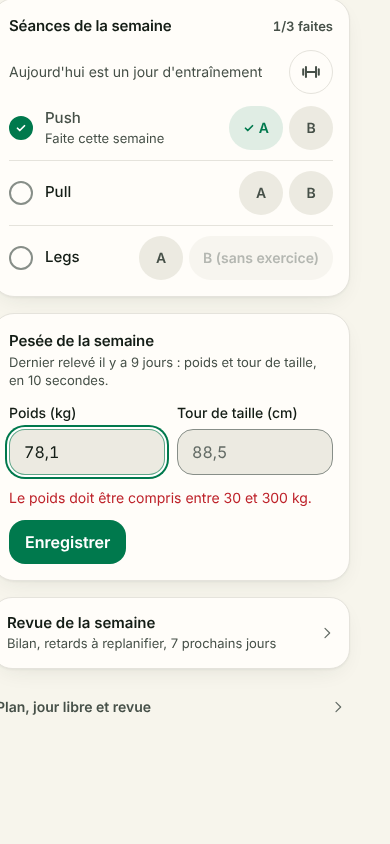 Séances de la semaine
1/3 faites
Aujourd'hui est un jour d'entraînement
Push
Faite cette semaine
A
B
Pull
A
B
Legs
A
B (sans exercice)
Pesée de la semaine
Dernier relevé il y a 9 jours : poids et tour de taille,
en 10 secondes.
Poids (kg)
Tour de taille (cm)
78,1
88,5
Le poids doit être compris entre 30 et 300 kg.
Enregistrer
Revue de la semaine
Bilan, retards à replanifier, 7 prochains jours
Plan, jour libre et revue